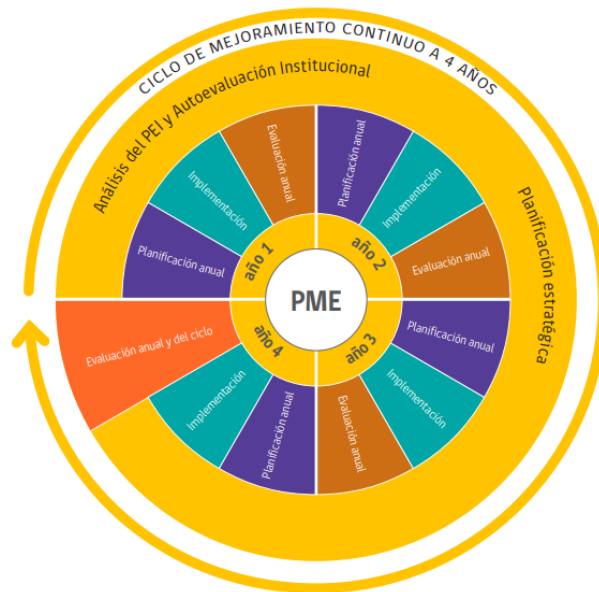 CICLO DE MEJORAMIENTO CONTINUO A 4 AÑOS
Análisis del PEI y Autoevaluación Institucional
Planificación estratégica
PME
año 1
Planificación anual
Implementación
Evaluación anual
año 2
Planificación anual
Implementación
Evaluación anual
año 3
Planificación anual
Implementación
Evaluación anual
año 4
Planificación anual
Implementación
Evaluación anual y del ciclo